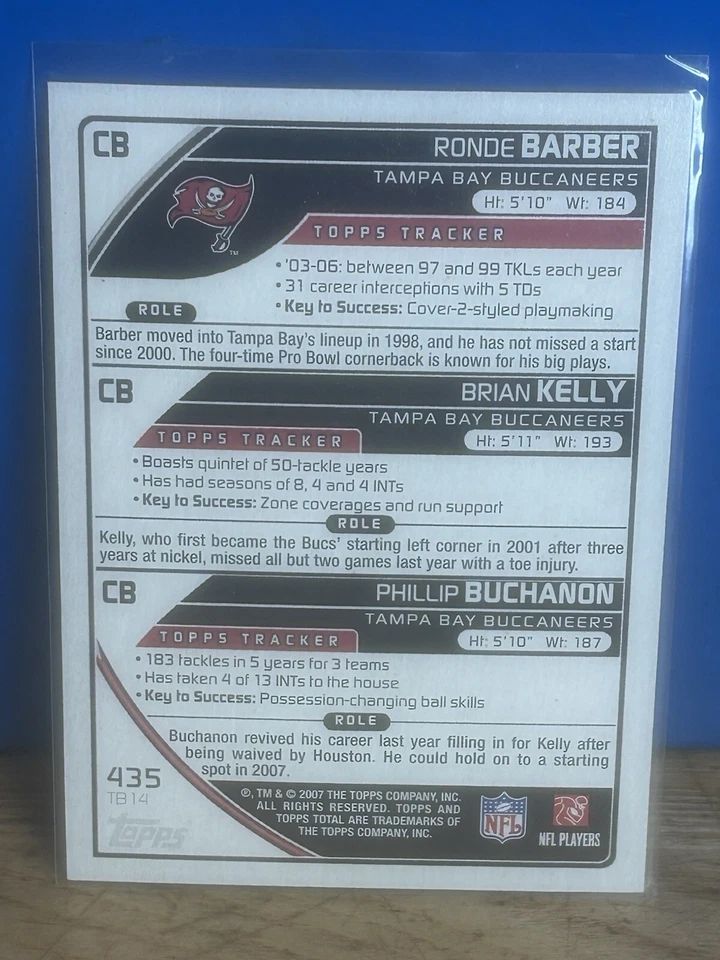 CB
RONDE BARBER
TAMPA BAY BUCCANEERS
Ht: 5'10" Wt: 184
TM
TOPPS TRACKER
• '03-06: between 97 and 99 TKLs each year
• 31 career interceptions with 5 TDs
• Key to Success: Cover-2-styled playmaking
ROLE
Barber moved into Tampa Bay's lineup in 1998, and he has not missed a start
since 2000. The four-time Pro Bowl cornerback is known for his big plays.
CB
BRIAN KELLY
TAMPA BAY BUCCANEERS
Ht: 5'11" Wt: 193
TOPPS TRACKER
• Boasts quintet of 50-tackle years
• Has had seasons of 8, 4 and 4 INTs
• Key to Success: Zone coverages and run support
ROLE
Kelly, who first became the Bucs' starting left corner in 2001 after three
years at nickel, missed all but two games last year with a toe injury.
CB
PHILLIP BUCHANON
TAMPA BAY BUCCANEERS
Ht: 5'10" Wt: 187
TOPPS TRACKER
• 183 tackles in 5 years for 3 teams
• Has taken 4 of 13 INTs to the house
• Key to Success: Possession-changing ball skills
ROLE
Buchanon revived his career last year filling in for Kelly after
being waived by Houston. He could hold on to a starting
spot in 2007.
435
TB 14
Topps
®, TM & © 2007 THE TOPPS COMPANY, INC.
ALL RIGHTS RESERVED. TOPPS AND
TOPPS TOTAL ARE TRADEMARKS OF
THE TOPPS COMPANY, INC.
NFL
NFL PLAYERS